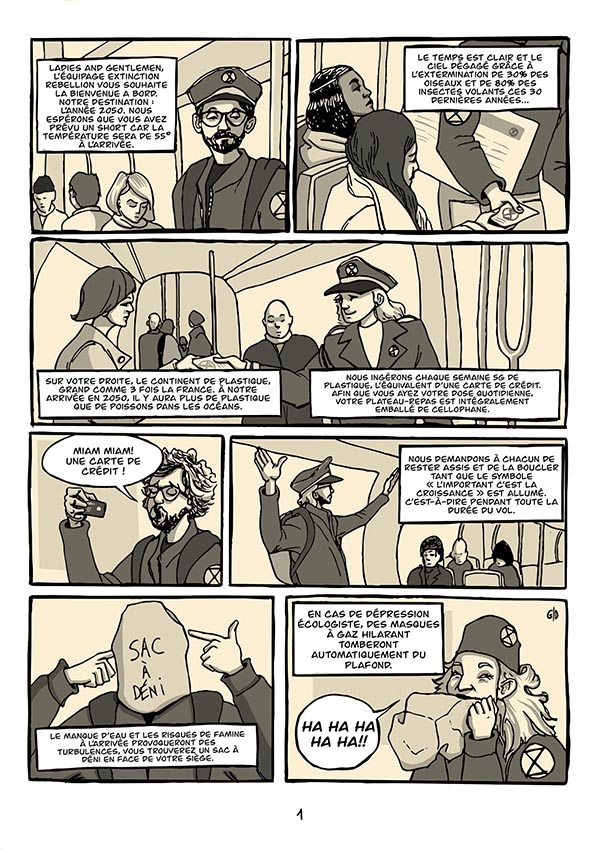 LADIES AND GENTLEMEN,
L'ÉQUIPAGE EXTINCTION
REBELLION VOUS SOUHAITE
LA BIENVENUE A BORD.
NOTRE DESTINATION :
L'ANNÉE 2050. NOUS
ESPÉRONS QUE VOUS AVEZ
PRÉVU UN SHORT CAR LA
TEMPÉRATURE SERA DE 55°
À L'ARRIVÉE.
LE TEMPS EST CLAIR ET LE
CIEL DÉGAGÉ GRÂCE À
L'EXTERMINATION DE 30% DES
OISEAUX ET DE 80% DES
INSECTES VOLANTS CES 30
DERNIÈRES ANNÉES...
SUR VOTRE DROITE, LE CONTINENT DE PLASTIQUE,
GRAND COMME 3 FOIS LA FRANCE. À NOTRE
ARRIVÉE EN 2050, IL Y AURA PLUS DE PLASTIQUE
QUE DE POISSONS DANS LES OCÉANS.
NOUS INGÉRONS CHAQUE SEMAINE 5G DE
PLASTIQUE, L'ÉQUIVALENT D'UNE CARTE DE CRÉDIT.
AFIN QUE VOUS AYEZ VOTRE DOSE QUOTIDIENNE,
VOTRE PLATEAU-REPAS EST INTÉGRALEMENT
EMBALLÉ DE CELLOPHANE.
MIAM MIAM!
UNE CARTE DE
CRÉDIT !
NOUS DEMANDONS À CHACUN DE
RESTER ASSIS ET DE LA BOUCLER
TANT QUE LE SYMBOLE
« L'IMPORTANT C'EST LA
CROISSANCE » EST ALLUMÉ.
C'EST-À-DIRE PENDANT TOUTE LA
DURÉE DU VOL.
SAC
À
DÉNI
LE MANQUE D'EAU ET LES RISQUES DE FAMINE
À L'ARRIVÉE PROVOQUERONT DES
TURBULENCES. VOUS TROUVEREZ UN SAC À
DÉNI EN FACE DE VOTRE SIÈGE.
EN CAS DE DÉPRESSION
ÉCOLOGISTE, DES MASQUES
À GAZ HILARANT
TOMBERONT
AUTOMATIQUEMENT DU
PLAFOND.
HA HA HA
HA HA!!
1